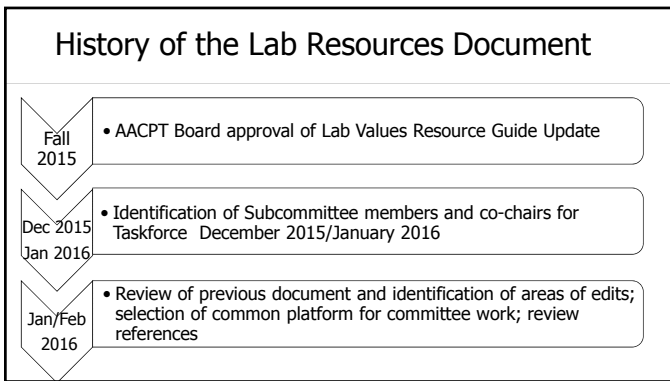 History of the Lab Resources Document
Fall
2015
• AACPT Board approval of Lab Values Resource Guide Update
Dec 2015
Jan 2016
• Identification of Subcommittee members and co-chairs for
Taskforce December 2015/January 2016
Jan/Feb
2016
• Review of previous document and identification of areas of edits;
selection of common platform for committee work; review
references